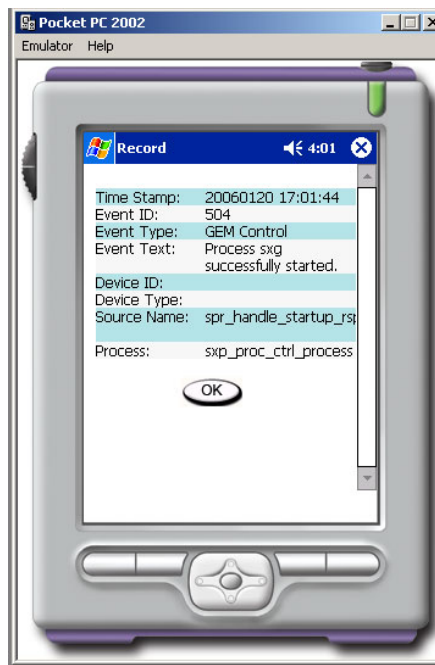 Pocket PC 2002
Emulator Help
Record 4:01
Time Stamp: 20060120 17:01:44
Event ID: 504
Event Type: GEM Control
Event Text: Process sxg
successfully started.
Device ID:
Device Type:
Source Name: spr_handle_startup_rsp
Process: sxp_proc_ctrl_process
OK